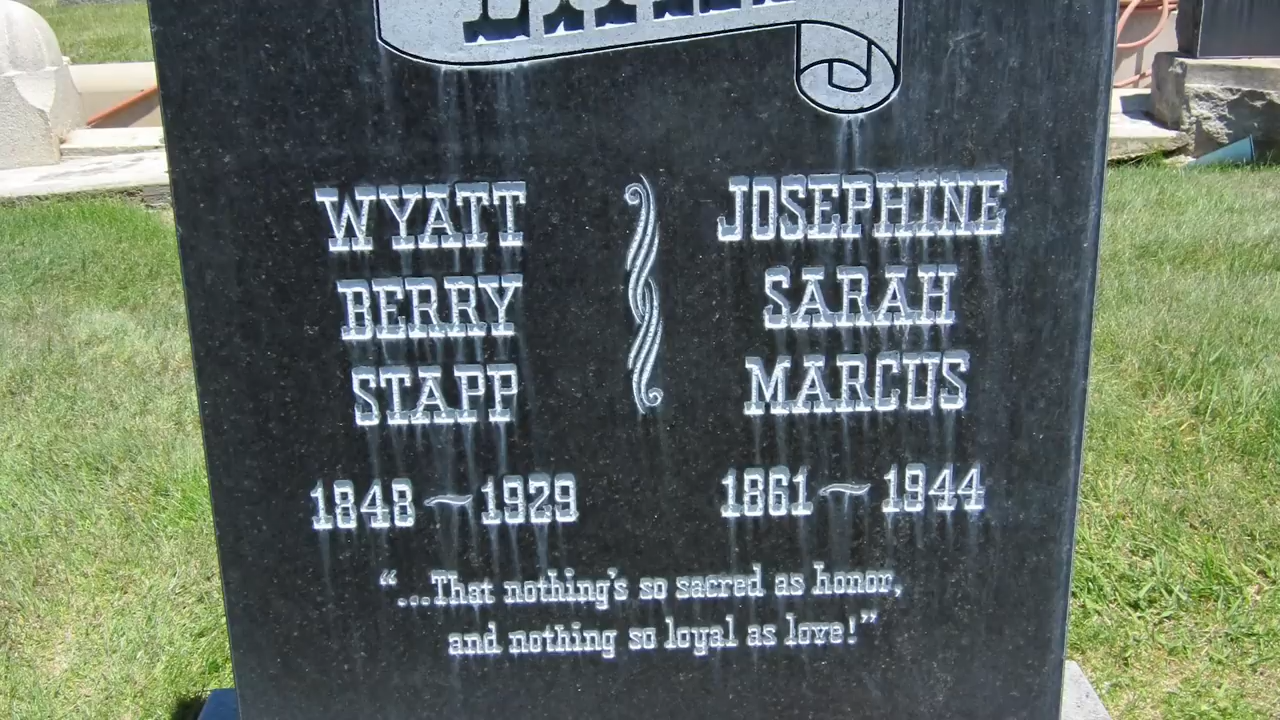 WYATT
BERRY
STAPP
1848 ~ 1929
JOSEPHINE
SARAH
MARCUS
1861 ~ 1944
“...That nothing's so sacred as honor,
and nothing so loyal as love!”